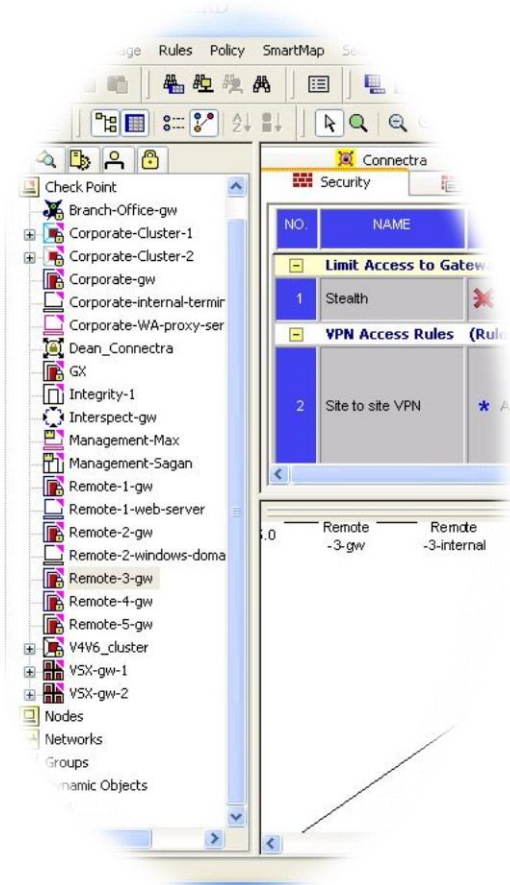 Rules Policy SmartMap
Connectra
Security
Check Point
Branch-Office-gw
Corporate-Cluster-1
Corporate-Cluster-2
Corporate-gw
Corporate-internal-termir
Corporate-WA-proxy-ser
Dean_Connectra
GX
Integrity-1
Interspect-gw
Management-Max
Management-Sagan
Remote-1-gw
Remote-1-web-server
Remote-2-gw
Remote-2-windows-doma
Remote-3-gw
Remote-4-gw
Remote-5-gw
V4V6_cluster
VSX-gw-1
VSX-gw-2
Nodes
Networks
Groups
namic Objects
NO. NAME
Limit Access to Gatew
1 Stealth
VPN Access Rules (Rule
2 Site to site VPN * A
.0 Remote Remote
-3-gw -3-internal